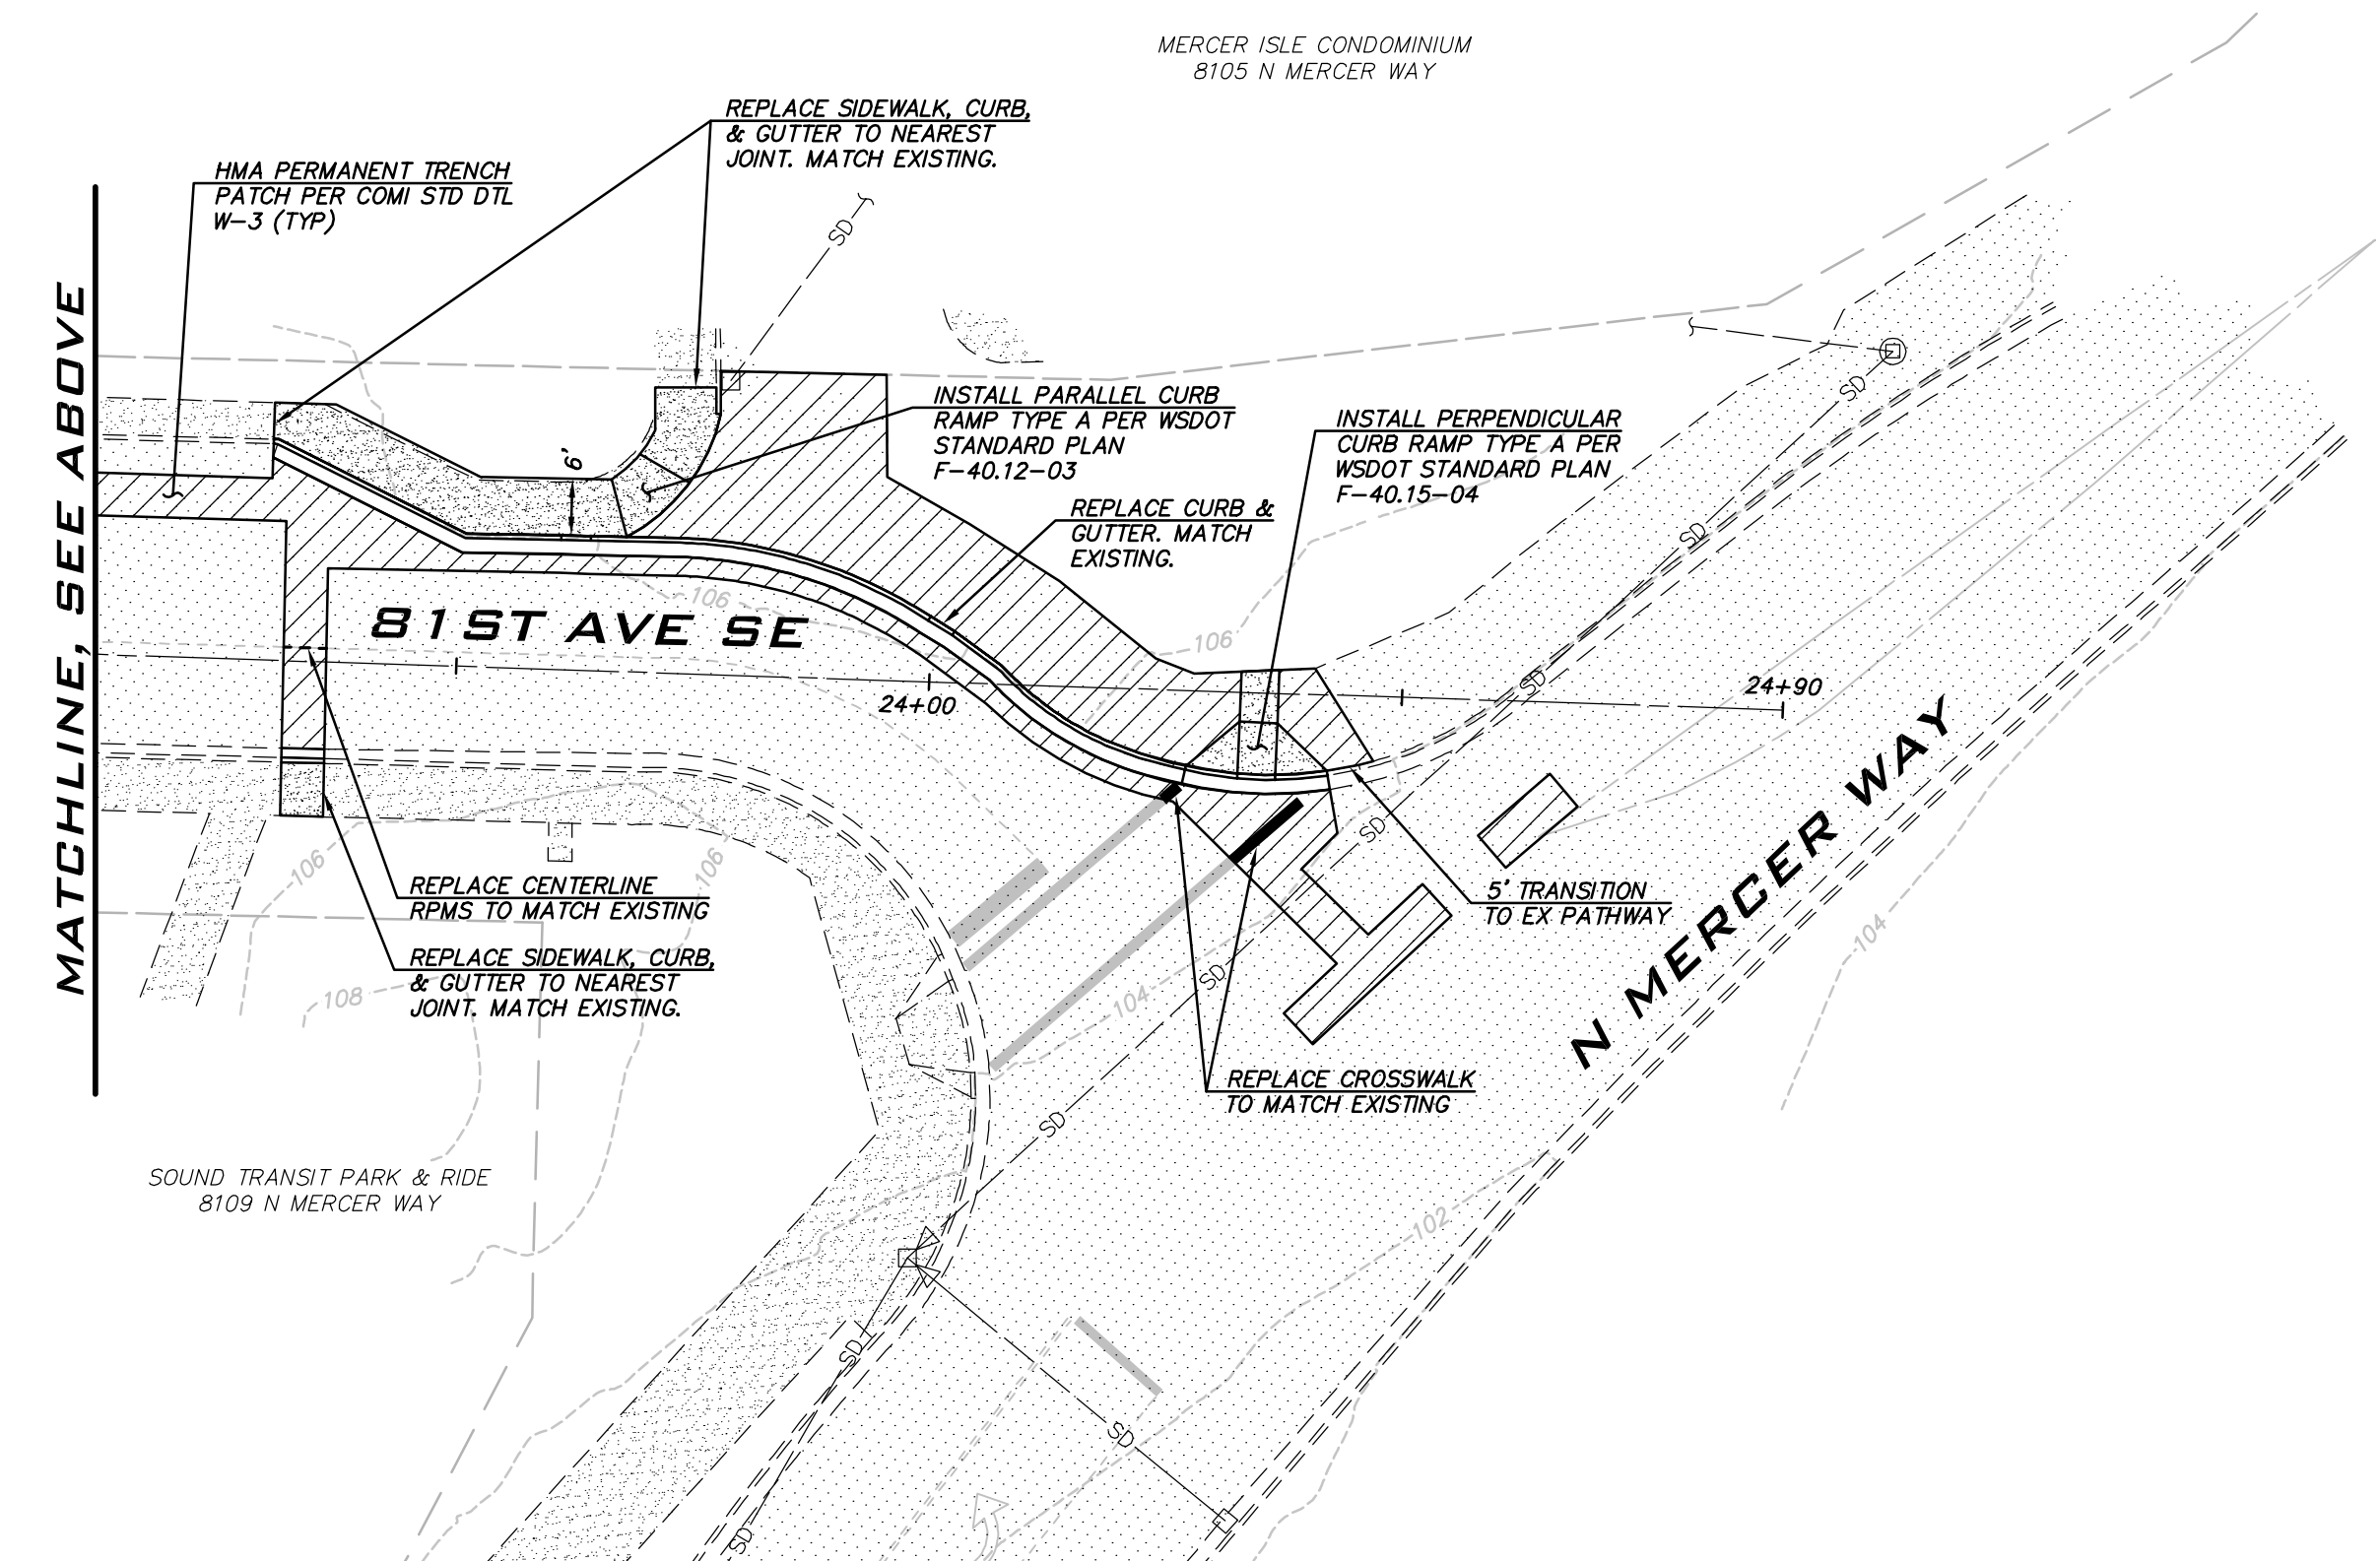 MERCER ISLE CONDOMINIUM
8105 N MERCER WAY
REPLACE SIDEWALK, CURB,
& GUTTER TO NEAREST
JOINT. MATCH EXISTING.
HMA PERMANENT TRENCH
PATCH PER COMI STD DTL
W-3 (TYP)
SD
MATCHLINE, SEE ABOVE
6'
INSTALL PARALLEL CURB
RAMP TYPE A PER WSDOT
STANDARD PLAN
F-40.12-03
INSTALL PERPENDICULAR
CURB RAMP TYPE A PER
WSDOT STANDARD PLAN
F-40.15-04
SD
REPLACE CURB &
GUTTER. MATCH
EXISTING.
SD
106
81ST AVE SE
106
SD
24+00
24+90
N MERCER WAY
SD
106
106
REPLACE CENTERLINE
RPMS TO MATCH EXISTING
5' TRANSITION
TO EX PATHWAY
104
REPLACE SIDEWALK, CURB,
& GUTTER TO NEAREST
JOINT. MATCH EXISTING.
108
SD
104
REPLACE CROSSWALK
TO MATCH EXISTING
SD
SOUND TRANSIT PARK & RIDE
8109 N MERCER WAY
102
SD
SD
SD